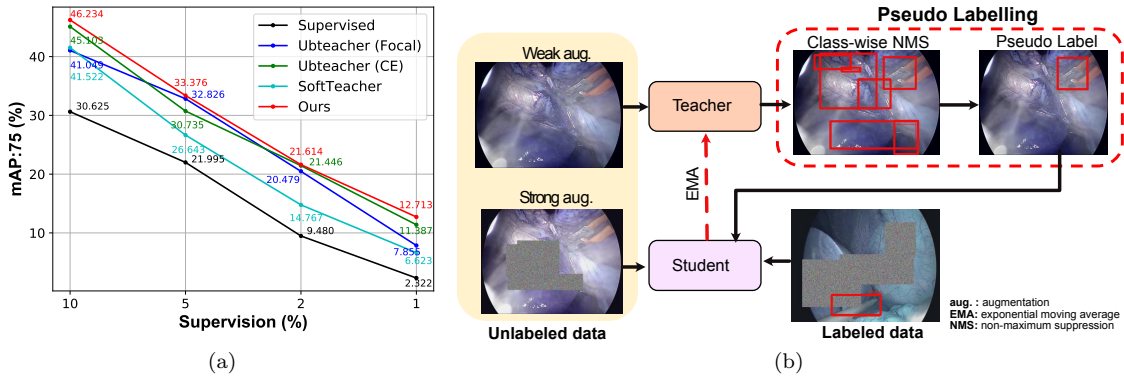 46.234
45.103
41.049
41.522
30.625
33.376
32.826
30.735
26.643
21.995
21.614
21.446
20.479
14.767
9.480
12.713
11.387
7.855
6.623
2.322
Supervised
Ubteacher (Focal)
Ubteacher (CE)
SoftTeacher
Ours
mAP:75 (%)
40
30
20
10
10 5 2 1
Supervision (%)
(a)
Pseudo Labelling
Weak aug.
Class-wise NMS
Pseudo Label
Teacher
EMA
Strong aug.
Student
Unlabeled data
Labeled data
aug. : augmentation
EMA: exponential moving average
NMS: non-maximum suppression
(b)